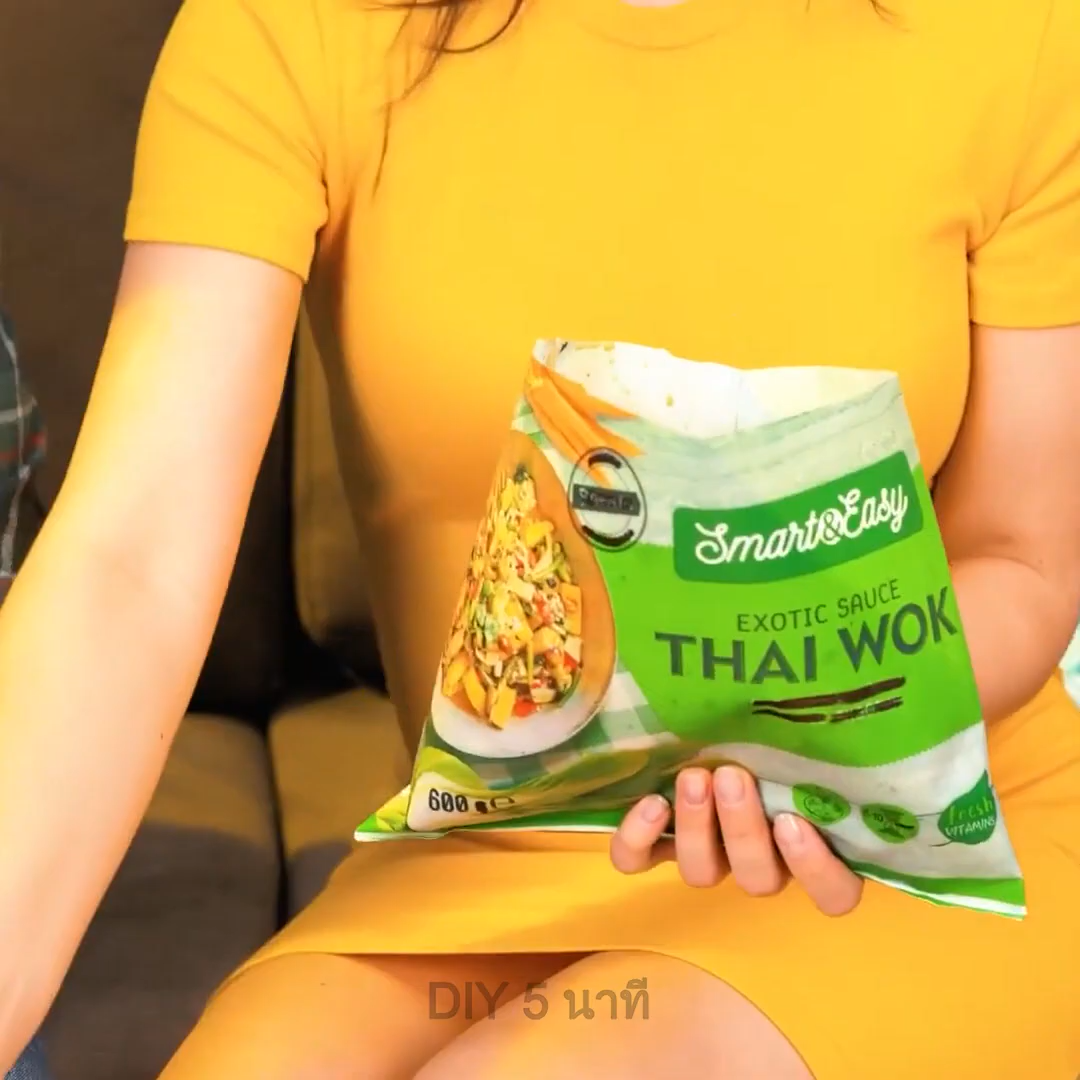 Smart&Easy
EXOTIC SAUCE
THAI WOK
600
fresh
VITAMINS
DIY 5 นาที